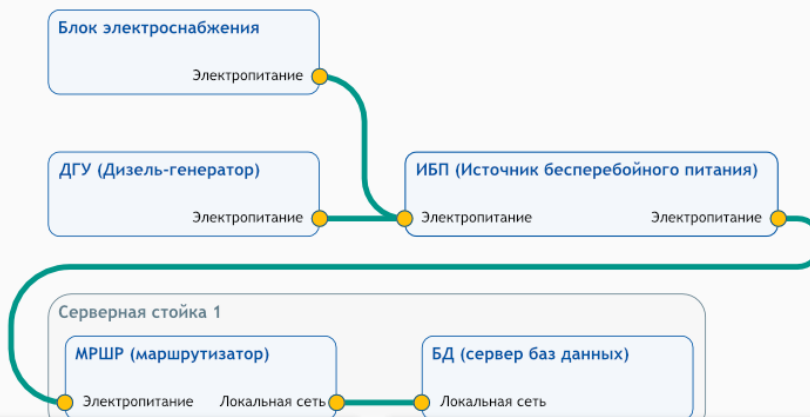 Блок электроснабжения
Электропитание
ДГУ (Дизель-генератор)
Электропитание
ИБП (Источник бесперебойного питания)
Электропитание Электропитание
Серверная стойка 1
МРШР (маршрутизатор)
Электропитание Локальная сеть
БД (сервер баз данных)
Локальная сеть